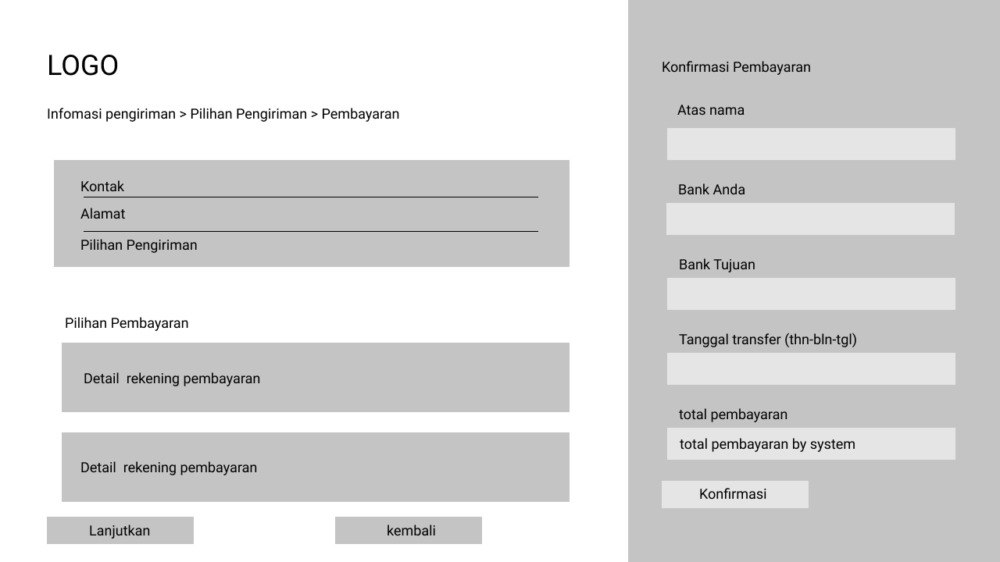 LOGO
Infomasi pengiriman > Pilihan Pengiriman > Pembayaran
Kontak
Alamat
Pilihan Pengiriman
Pilihan Pembayaran
Detail  rekening pembayaran
Detail  rekening pembayaran
Lanjutkan
kembali
Konfirmasi Pembayaran
Atas nama
Bank Anda
Bank Tujuan
Tanggal transfer (thn-bln-tgl)
total pembayaran
total pembayaran by system
Konfirmasi